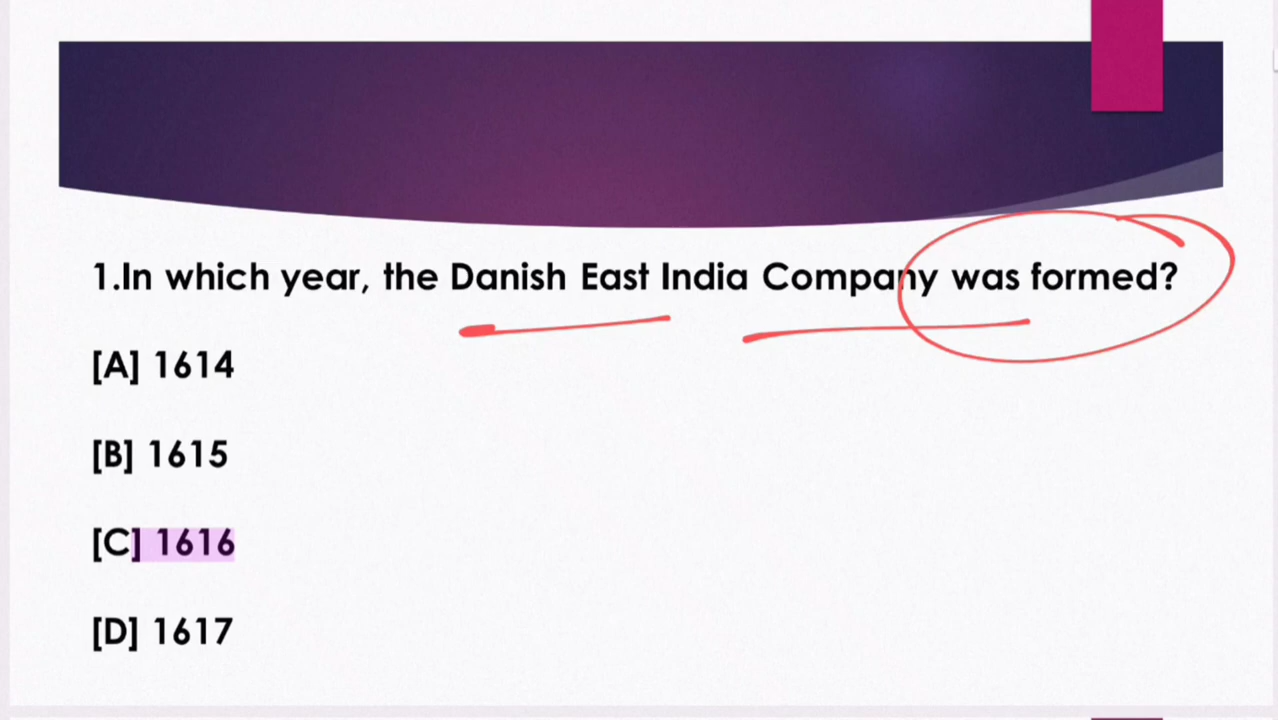 1.In which year, the Danish East India Company was formed?
[A] 1614
[B] 1615
[C] 1616
[D] 1617